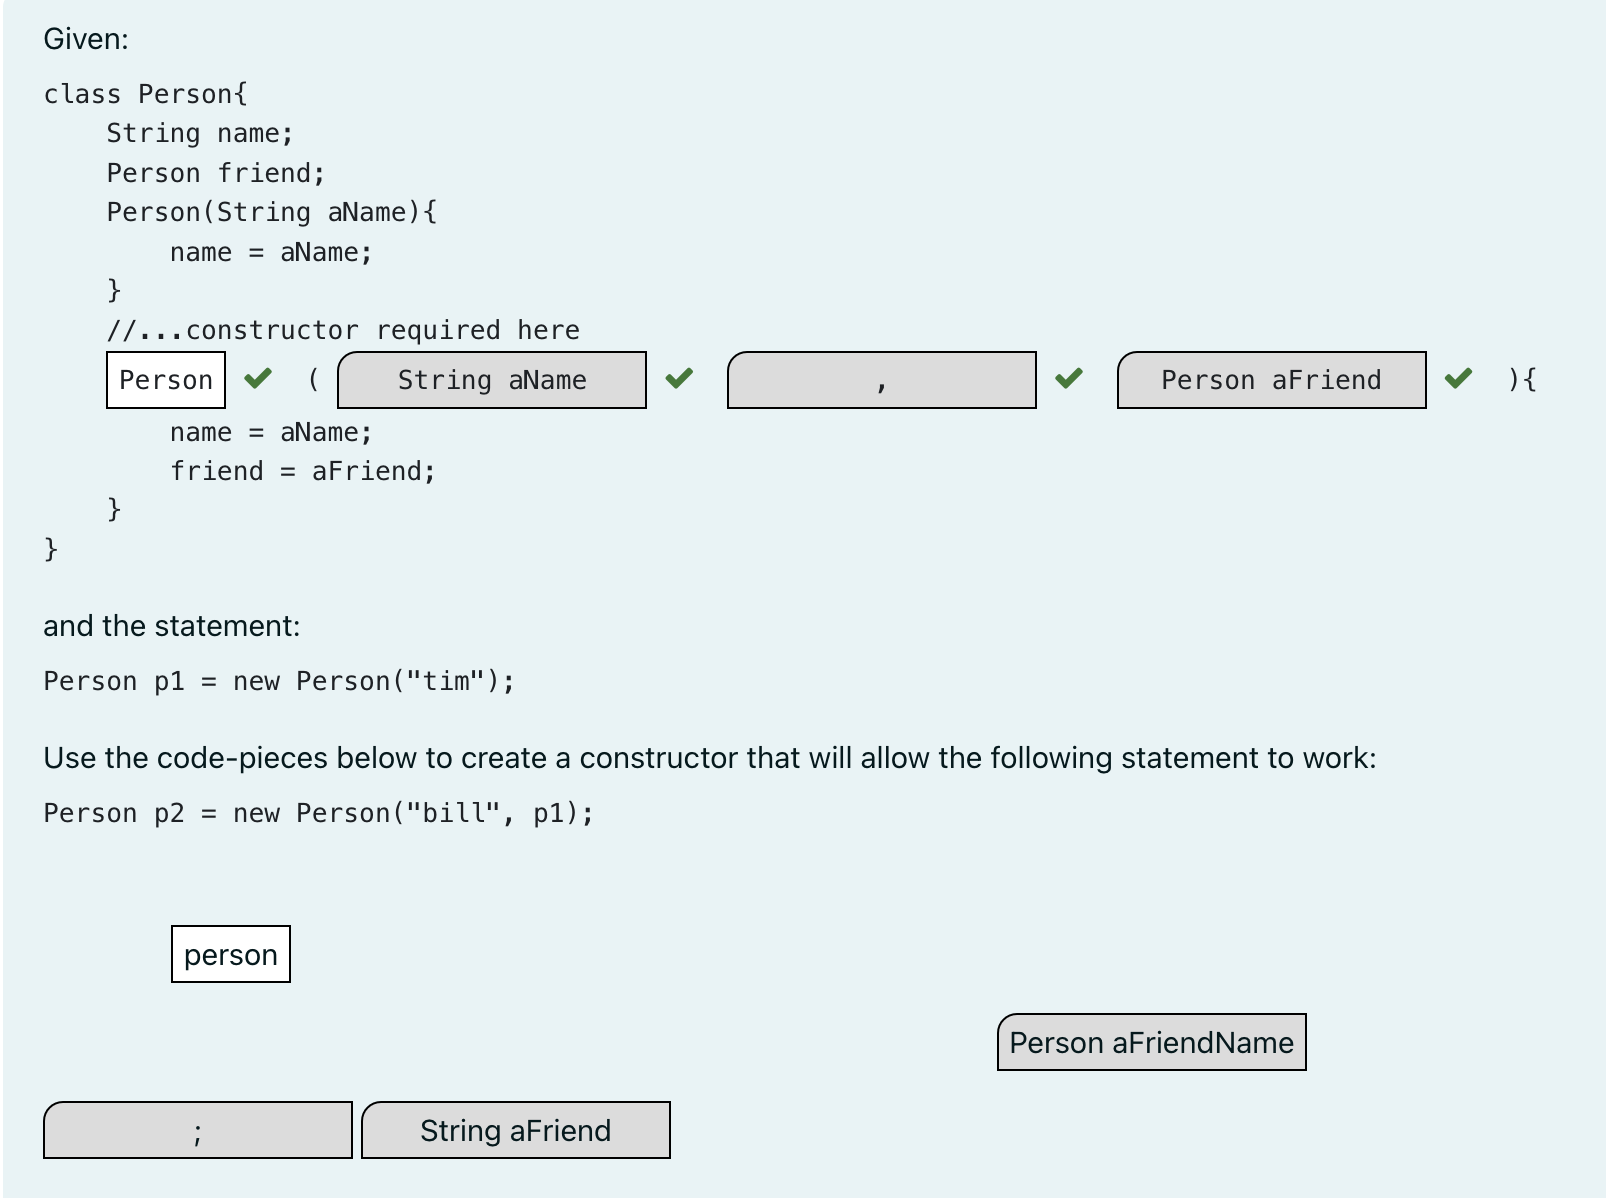 Given:
class Person{
    String name;
    Person friend;
    Person(String aName){
        name = aName;
    }
    //...constructor required here
    Person ( String aName , Person aFriend ){
        name = aName;
        friend = aFriend;
    }
}
and the statement:
Person p1 = new Person("tim");
Use the code-pieces below to create a constructor that will allow the following statement to work:
Person p2 = new Person("bill", p1);
person
Person aFriendName
; String aFriend